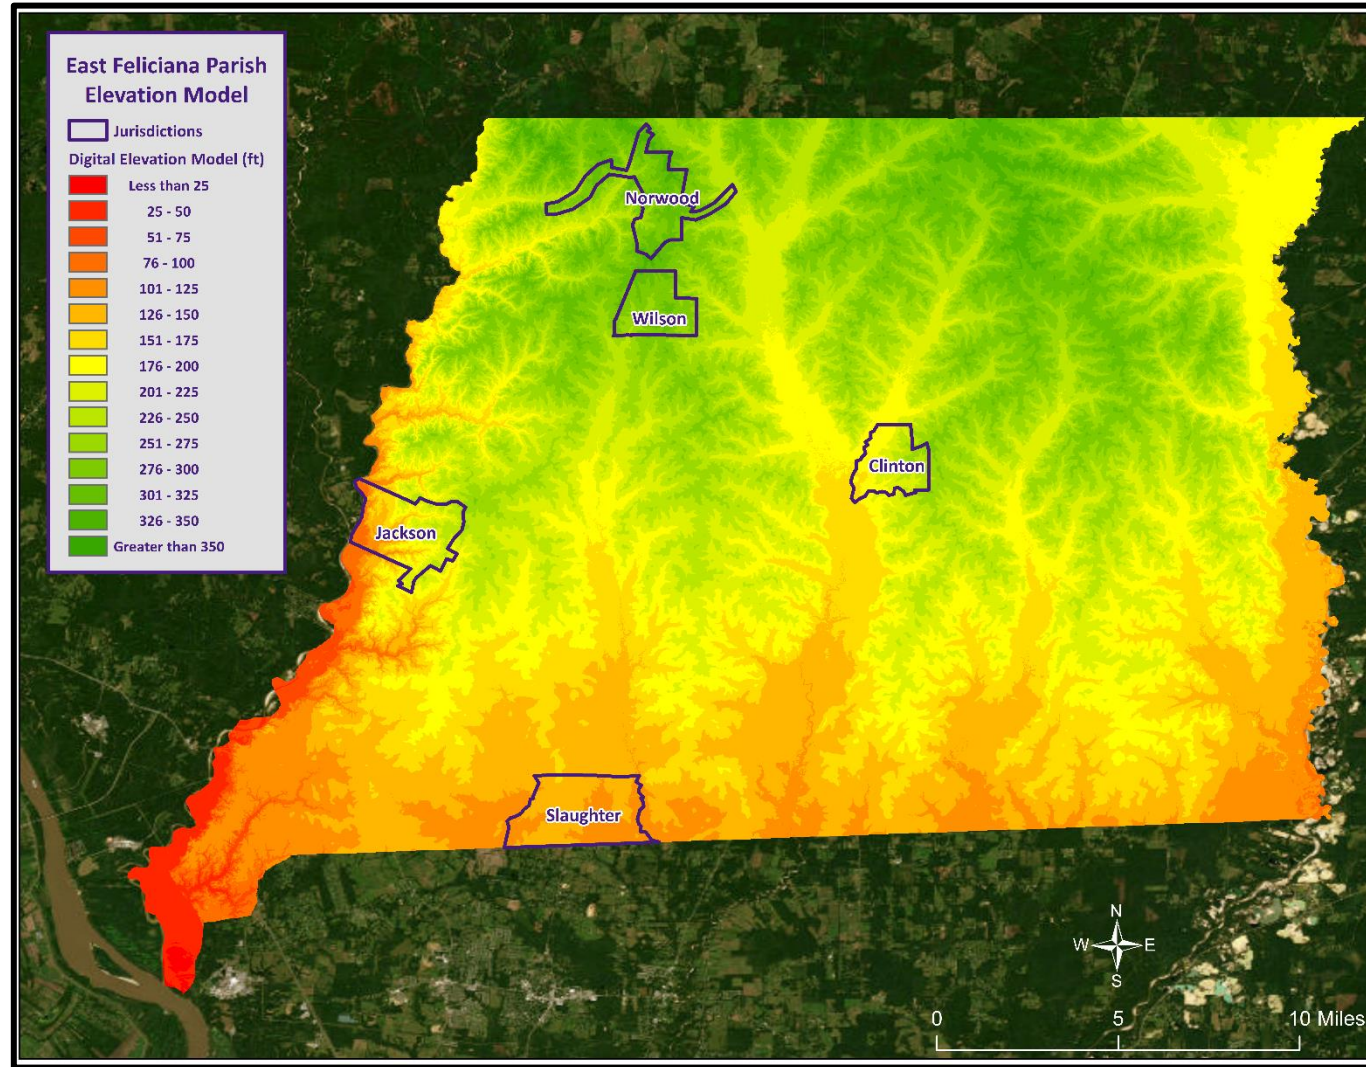 East Feliciana Parish
Elevation Model
Jurisdictions
Digital Elevation Model (ft)
Less than 25
25 - 50
51 - 75
76 - 100
101 - 125
126 - 150
151 - 175
176 - 200
201 - 225
226 - 250
251 - 275
276 - 300
301 - 325
326 - 350
Greater than 350
Norwood
Wilson
Clinton
Jackson
Slaughter
N
W E
S
0 5 10 Miles